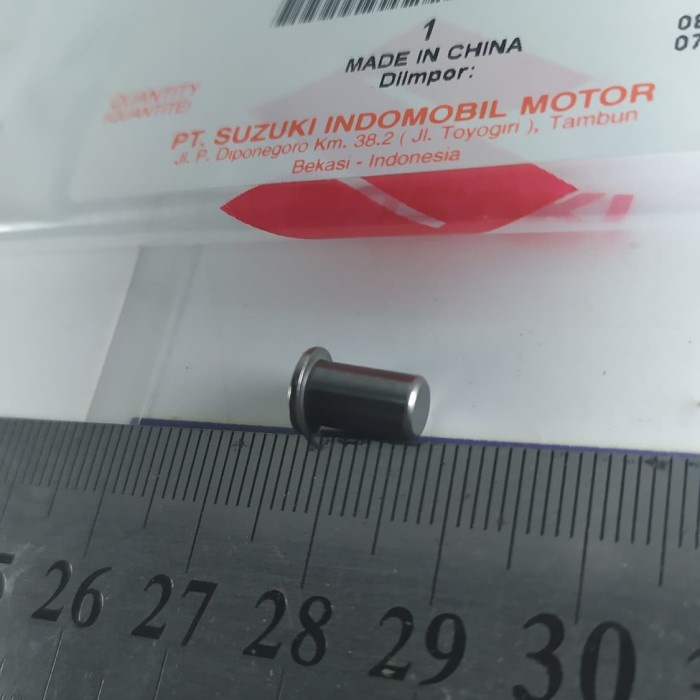 1
MADE IN CHINA
DiImpor:
QUANTITY
(QUANTITE)
PT. SUZUKI INDOMOBIL MOTOR
Jl. P. Diponegoro Km. 38.2 ( Jl. Toyogiri ), Tambun
Bekasi - Indonesia
26 27 28 29 30